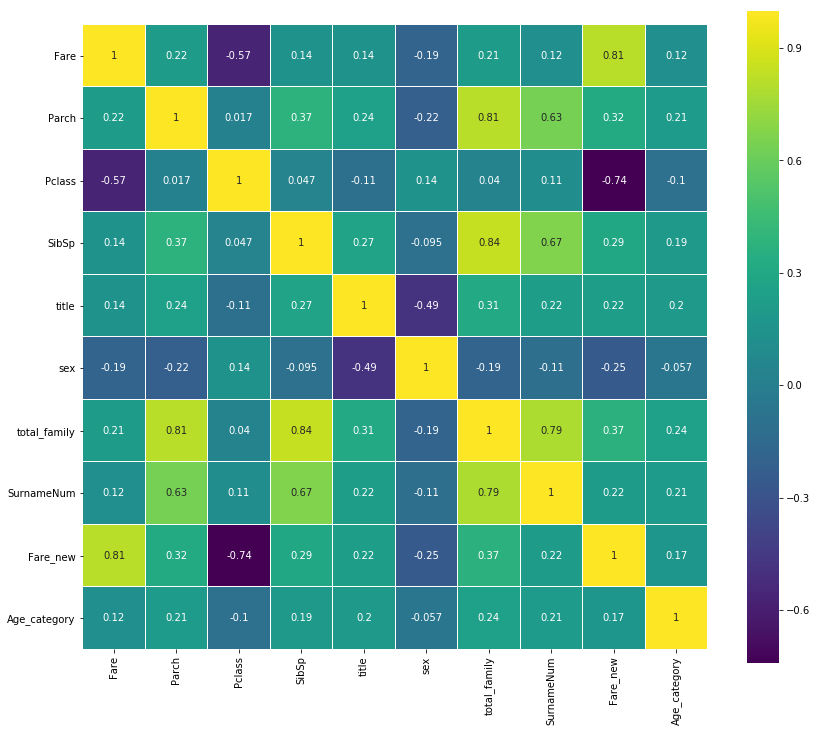 Fare 1 0.22 -0.57 0.14 0.14 -0.19 0.21 0.12 0.81 0.12
Parch 0.22 1 0.017 0.37 0.24 -0.22 0.81 0.63 0.32 0.21
Pclass -0.57 0.017 1 0.047 -0.11 0.14 0.04 0.11 -0.74 -0.1
SibSp 0.14 0.37 0.047 1 0.27 -0.095 0.84 0.67 0.29 0.19
title 0.14 0.24 -0.11 0.27 1 -0.49 0.31 0.22 0.22 0.2
sex -0.19 -0.22 0.14 -0.095 -0.49 1 -0.19 -0.11 -0.25 -0.057
total_family 0.21 0.81 0.04 0.84 0.31 -0.19 1 0.79 0.37 0.24
SurnameNum 0.12 0.63 0.11 0.67 0.22 -0.11 0.79 1 0.22 0.21
Fare_new 0.81 0.32 -0.74 0.29 0.22 -0.25 0.37 0.22 1 0.17
Age_category 0.12 0.21 -0.1 0.19 0.2 -0.057 0.24 0.21 0.17 1
Fare Parch Pclass SibSp title sex total_family SurnameNum Fare_new Age_category
0.9
0.6
0.3
0.0
−0.3
−0.6